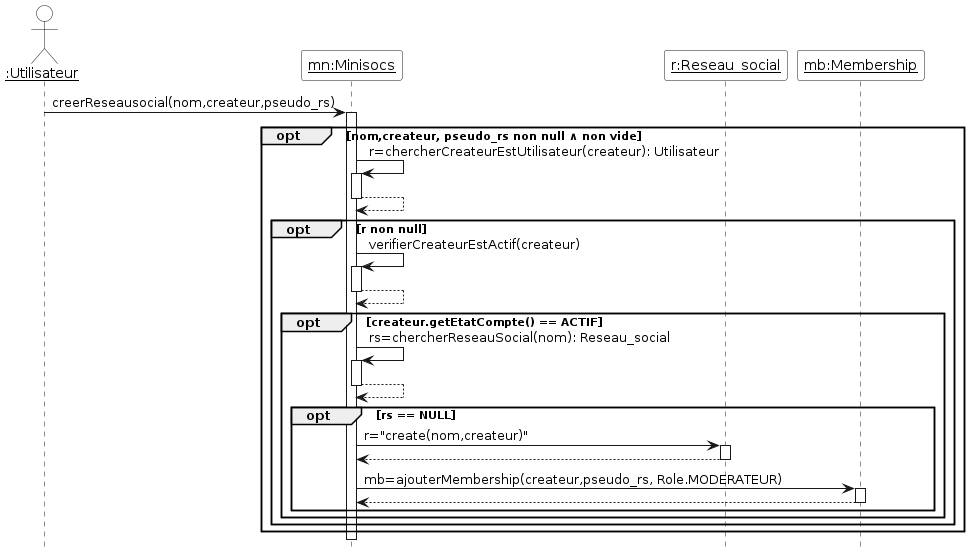 :Utilisateur
mn:Minisocs
r:Reseau_social
mb:Membership
creerReseausocial(nom,createur,pseudo_rs)
opt [nom,createur, pseudo_rs non null ∧ non vide]
r=chercherCreateurEstUtilisateur(createur): Utilisateur
opt [r non null]
verifierCreateurEstActif(createur)
opt [createur.getEtatCompte() == ACTIF]
rs=chercherReseauSocial(nom): Reseau_social
opt [rs == NULL]
r="create(nom,createur)"
mb=ajouterMembership(createur,pseudo_rs, Role.MODERATEUR)